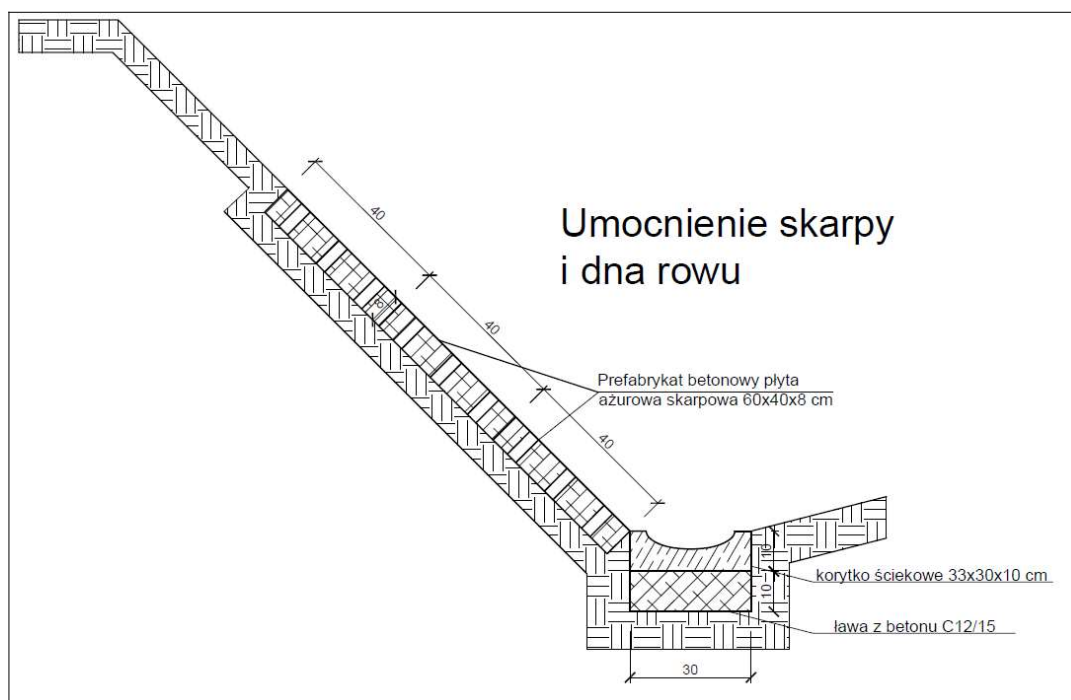 40
Umocnienie skarpy
i dna rowu
8
40
Prefabrykat betonowy płyta
ażurowa skarpowa 60x40x8 cm
40
10
korytko ściekowe 33x30x10 cm
10
ława z betonu C12/15
30